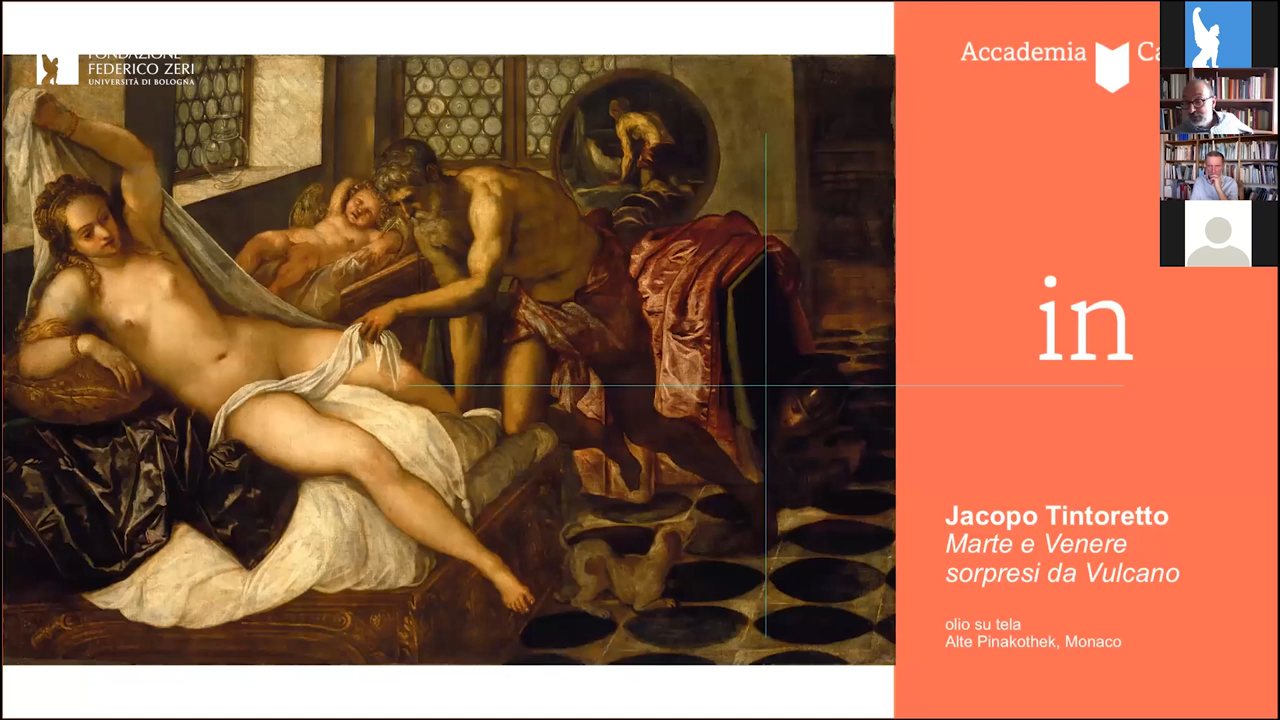 FONDAZIONE
FEDERICO ZERI
UNIVERSITÀ DI BOLOGNA
Accademia
in
Jacopo Tintoretto
Marte e Venere
sorpresi da Vulcano
olio su tela
Alte Pinakothek, Monaco